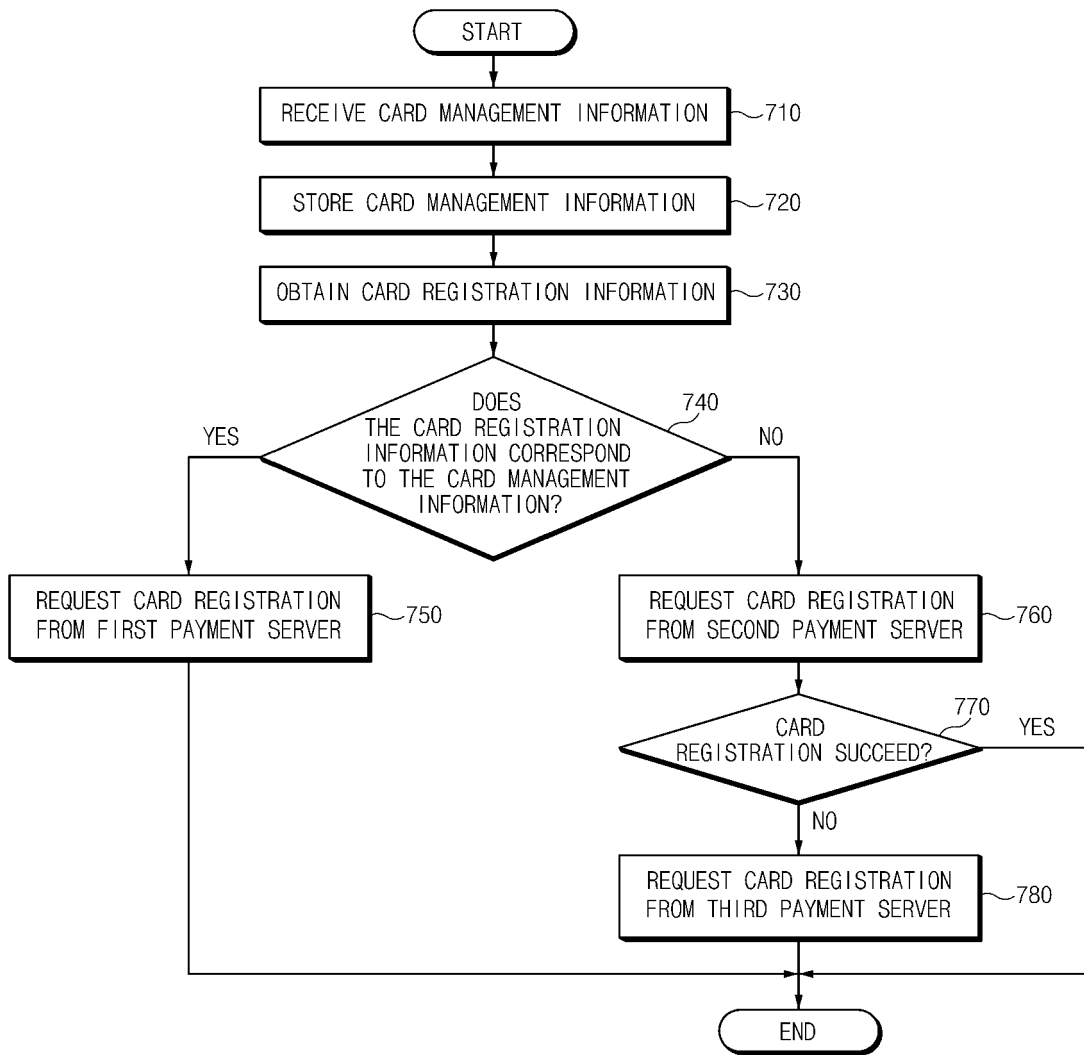 START
RECEIVE CARD MANAGEMENT INFORMATION
710
STORE CARD MANAGEMENT INFORMATION
720
OBTAIN CARD REGISTRATION INFORMATION
730
DOES
THE CARD REGISTRATION
INFORMATION CORRESPOND
TO THE CARD MANAGEMENT
INFORMATION?
740
YES
NO
REQUEST CARD REGISTRATION
FROM FIRST PAYMENT SERVER
750
REQUEST CARD REGISTRATION
FROM SECOND PAYMENT SERVER
760
CARD
REGISTRATION SUCCEED?
770
YES
NO
REQUEST CARD REGISTRATION
FROM THIRD PAYMENT SERVER
780
END